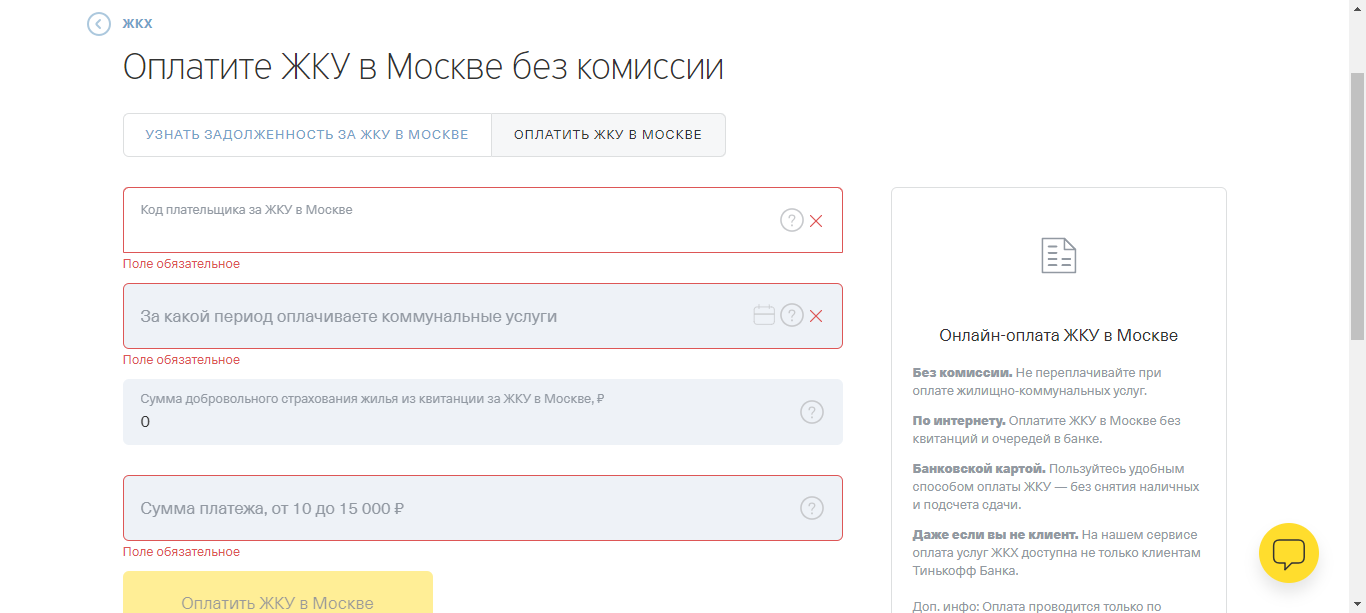 ЖКХ
Оплатите ЖКУ в Москве без комиссии
УЗНАТЬ ЗАДОЛЖЕННОСТЬ ЗА ЖКУ В МОСКВЕ
ОПЛАТИТЬ ЖКУ В МОСКВЕ
Код плательщика за ЖКУ в Москве
?
Поле обязательное
За какой период оплачиваете коммунальные услуги
?
Поле обязательное
Сумма добровольного страхования жилья из квитанции за ЖКУ в Москве, ₽
0
?
Сумма платежа, от 10 до 15 000 ₽
?
Поле обязательное
Оплатить ЖКУ в Москве
Онлайн-оплата ЖКУ в Москве
Без комиссии. Не переплачивайте при
оплате жилищно-коммунальных услуг.
По интернету. Оплатите ЖКУ в Москве без
квитанций и очередей в банке.
Банковской картой. Пользуйтесь удобным
способом оплаты ЖКУ — без снятия наличных
и подсчета сдачи.
Даже если вы не клиент. На нашем сервисе
оплата услуг ЖКХ доступна не только клиентам
Тинькофф Банка.
Доп. инфо: Оплата проводится только по